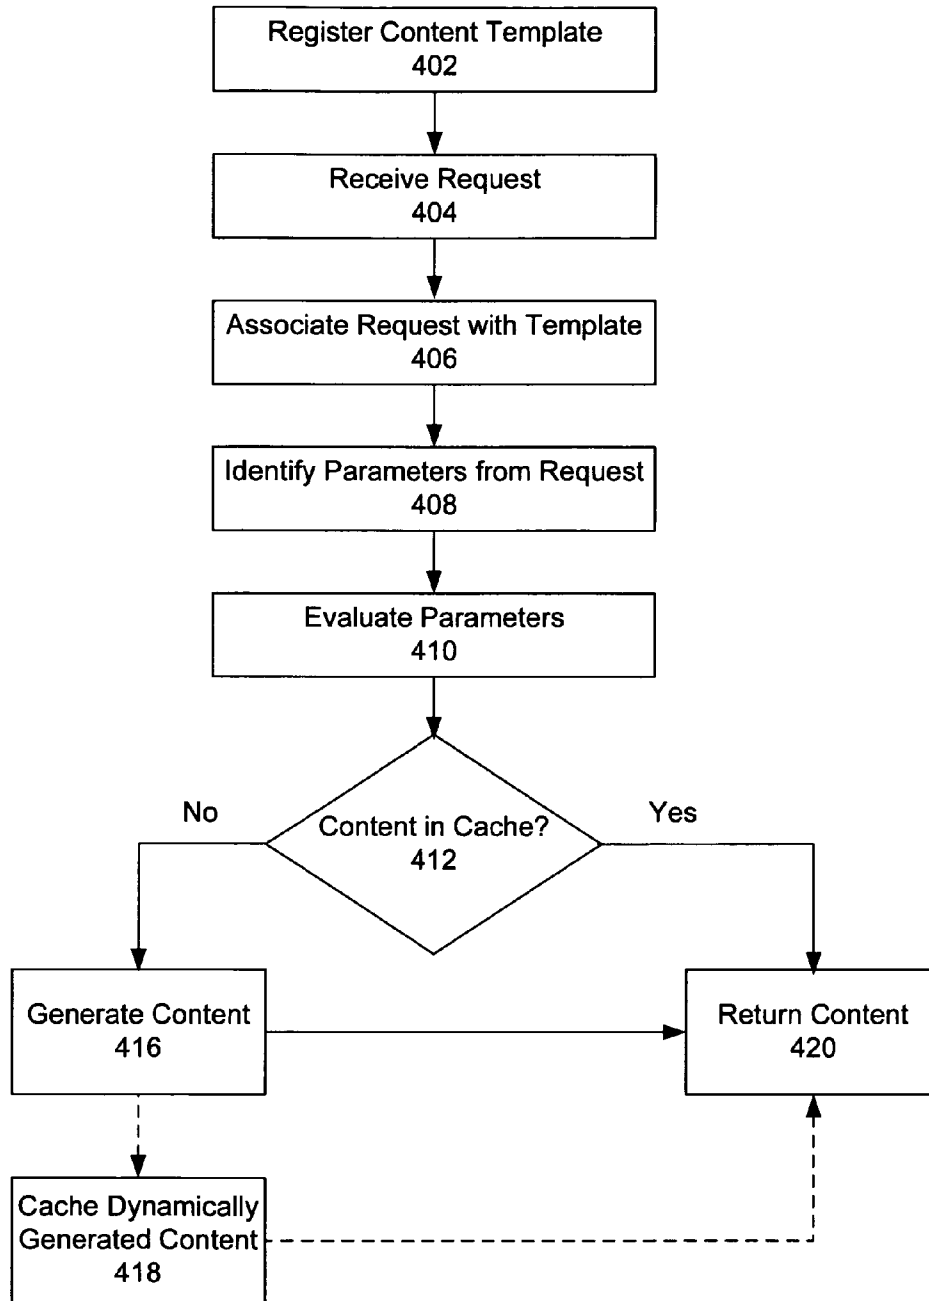 Register Content Template
402
Receive Request
404
Associate Request with Template
406
Identify Parameters from Request
408
Evaluate Parameters
410
No
Yes
Content in Cache?
412
Generate Content
416
Return Content
420
Cache Dynamically
Generated Content
418